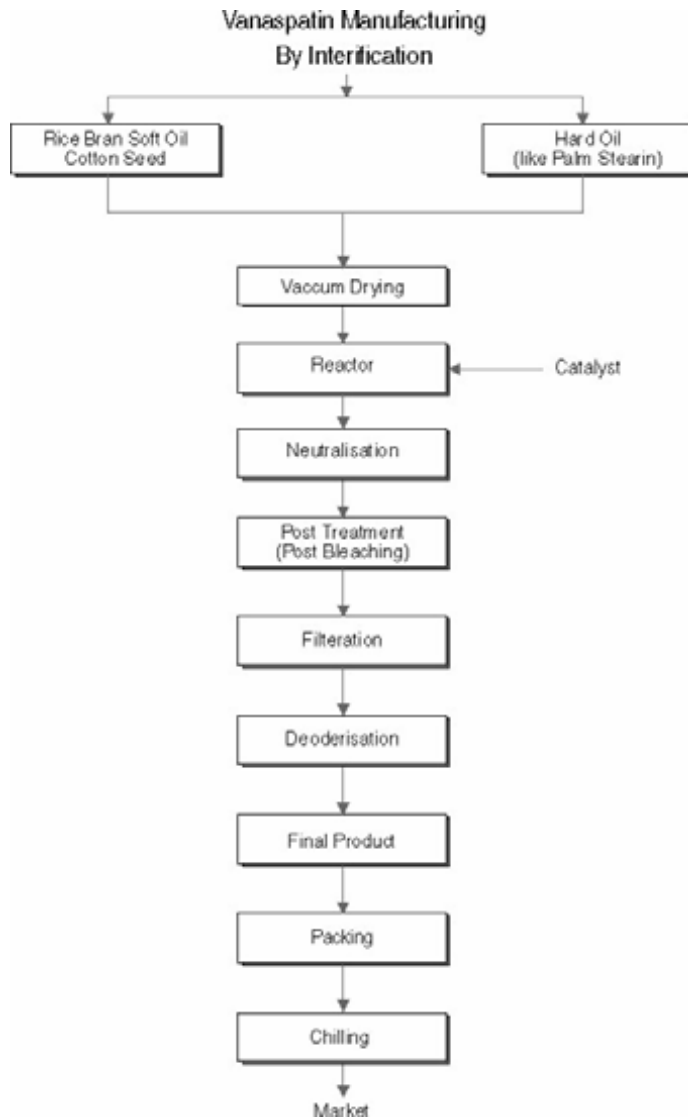 Vanaspatin Manufacturing
By Interification
Rice Bran Soft Oil
Cotton Seed
Hard Oil
(like Palm Stearin)
Vaccum Drying
Reactor
Catalyst
Neutralisation
Post Treatment
(Post Bleaching)
Filteration
Deoderisation
Final Product
Packing
Chilling
Market